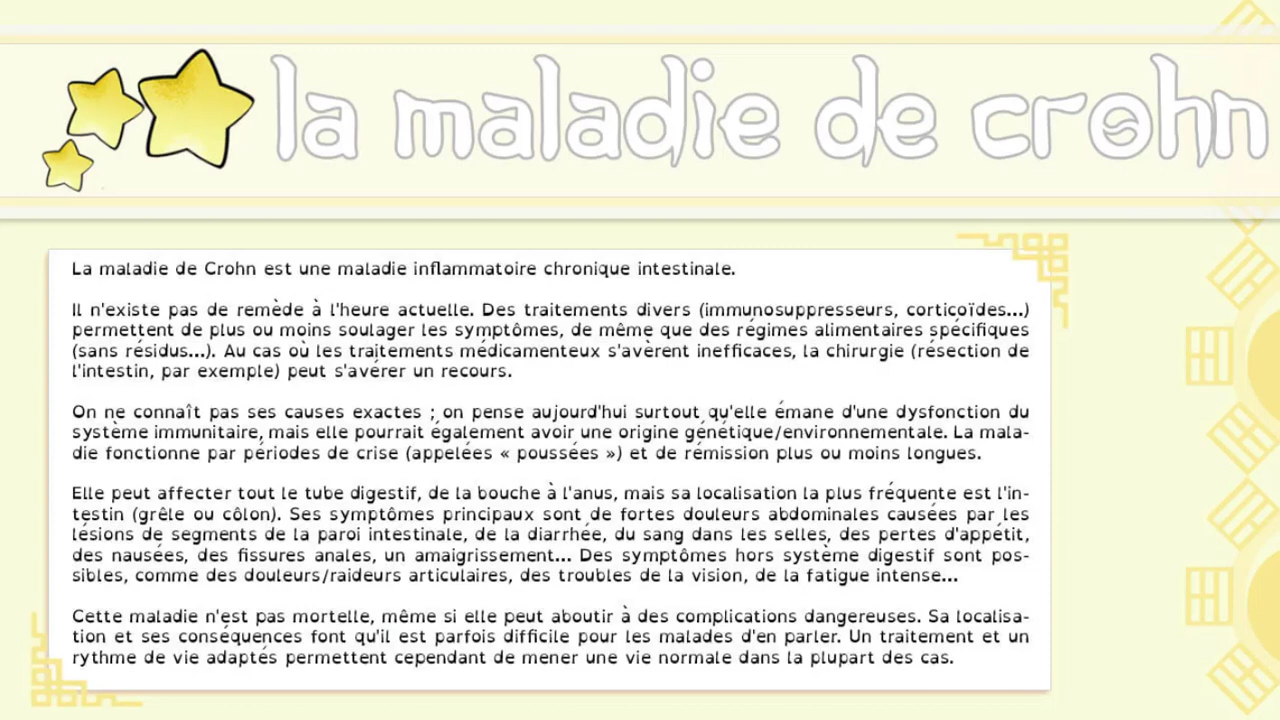 la maladie de crohn
La maladie de Crohn est une maladie inflammatoire chronique intestinale.
Il n'existe pas de remède à l'heure actuelle. Des traitements divers (immunosuppresseurs, corticoïdes...)
permettent de plus ou moins soulager les symptômes, de même que des régimes alimentaires spécifiques
(sans résidus...). Au cas où les traitements médicamenteux s'avèrent inefficaces, la chirurgie (résection de
l'intestin, par exemple) peut s'avérer un recours.
On ne connaît pas ses causes exactes ; on pense aujourd'hui surtout qu'elle émane d'une dysfonction du
système immunitaire, mais elle pourrait également avoir une origine génétique/environnementale. La mala-
die fonctionne par périodes de crise (appelées « poussées ») et de rémission plus ou moins longues.
Elle peut affecter tout le tube digestif, de la bouche à l'anus, mais sa localisation la plus fréquente est l'in-
testin (grêle ou côlon). Ses symptômes principaux sont de fortes douleurs abdominales causées par les
lésions de segments de la paroi intestinale, de la diarrhée, du sang dans les selles, des pertes d'appétit,
des nausées, des fissures anales, un amaigrissement... Des symptômes hors système digestif sont pos-
sibles, comme des douleurs/raideurs articulaires, des troubles de la vision, de la fatigue intense...
Cette maladie n'est pas mortelle, même si elle peut aboutir à des complications dangereuses. Sa localisa-
tion et ses conséquences font qu'il est parfois difficile pour les malades d'en parler. Un traitement et un
rythme de vie adaptés permettent cependant de mener une vie normale dans la plupart des cas.